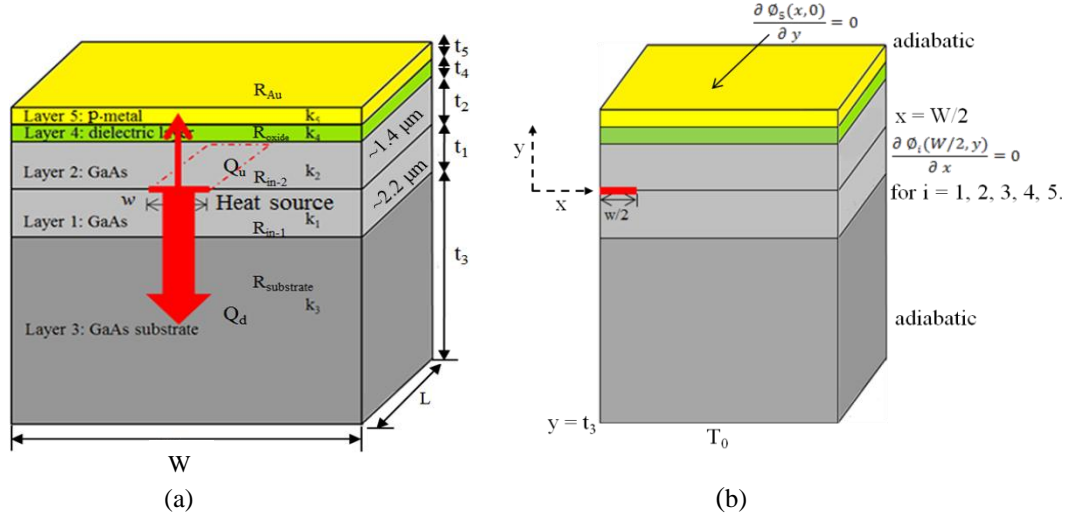 t₅
t₄
t₂
t₁
t₃
R_Au
Layer 5: p-metal k₅
Layer 4: dielectric layer R_oxide k₄
~1.4 μm
Layer 2: GaAs Q_u k₂
R_in-2
~2.2 μm
w Heat source
Layer 1: GaAs k₁
R_in-1
R_substrate
k₃
Q_d
Layer 3: GaAs substrate
L
W
(a)
∂ Ø₅(x,0)/∂ y = 0
adiabatic
x = W/2
y
∂ Ø_i(W/2, y)/∂ x = 0
for i = 1, 2, 3, 4, 5.
x
w/2
adiabatic
y = t₃
T₀
(b)